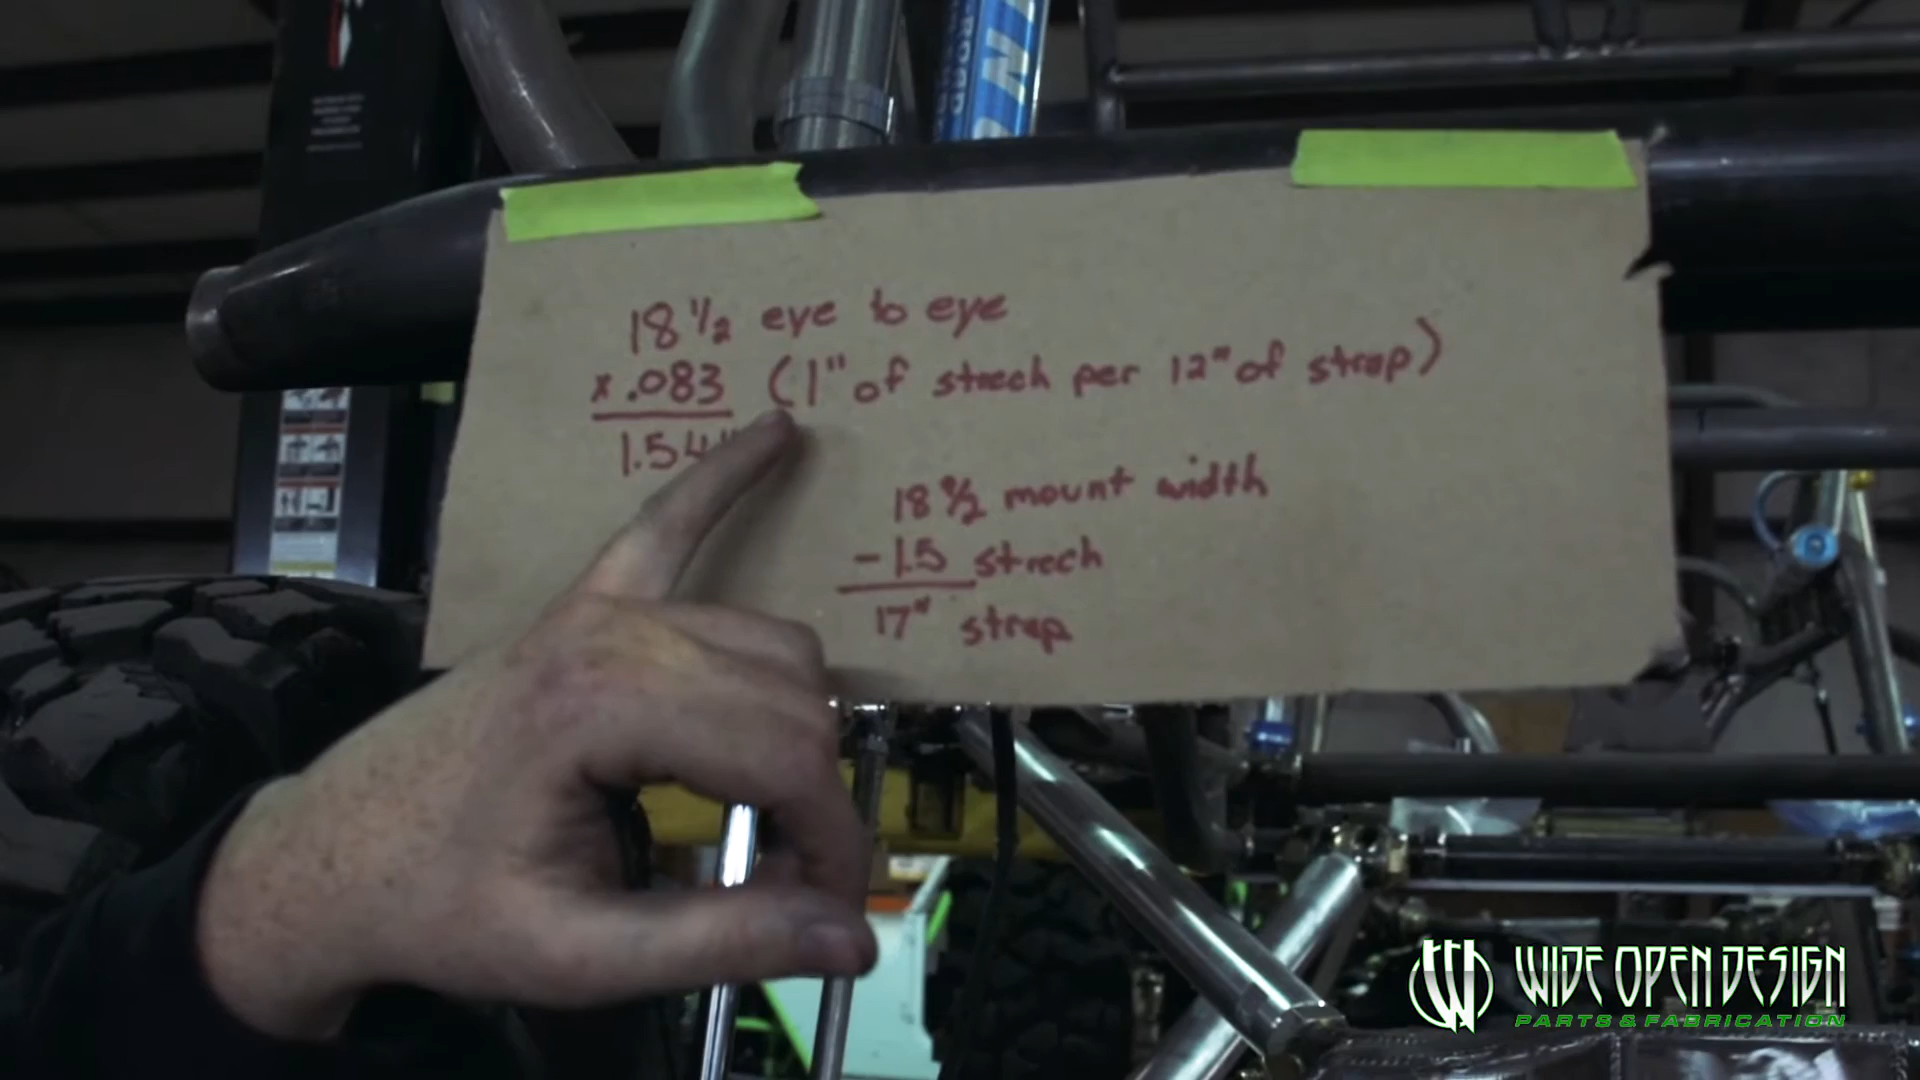 18 1/2 eye to eye
x .083 (1" of strech per 12" of strap)
1.54"
18 1/2 mount width
- 1.5 strech
17" strap
WIDE OPEN DESIGN
PARTS & FABRICATION